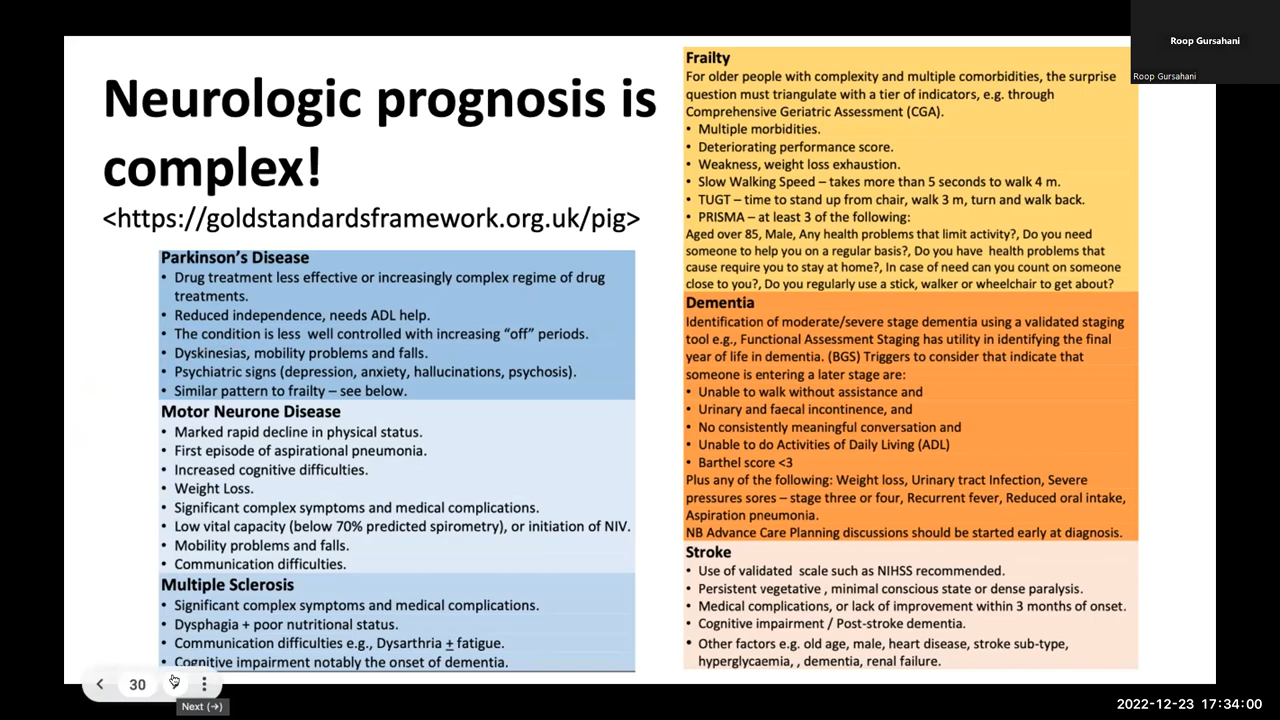 Neurologic prognosis is
complex!
<https://goldstandardsframework.org.uk/pig>
Parkinson's Disease
• Drug treatment less effective or increasingly complex regime of drug
treatments.
• Reduced independence, needs ADL help.
• The condition is less well controlled with increasing "off" periods.
• Dyskinesias, mobility problems and falls.
• Psychiatric signs (depression, anxiety, hallucinations, psychosis).
• Similar pattern to frailty – see below.
Motor Neurone Disease
• Marked rapid decline in physical status.
• First episode of aspirational pneumonia.
• Increased cognitive difficulties.
• Weight Loss.
• Significant complex symptoms and medical complications.
• Low vital capacity (below 70% predicted spirometry), or initiation of NIV.
• Mobility problems and falls.
• Communication difficulties.
Multiple Sclerosis
• Significant complex symptoms and medical complications.
• Dysphagia + poor nutritional status.
• Communication difficulties e.g., Dysarthria + fatigue.
• Cognitive impairment notably the onset of dementia.
Frailty
For older people with complexity and multiple comorbidities, the surprise
question must triangulate with a tier of indicators, e.g. through
Comprehensive Geriatric Assessment (CGA).
• Multiple morbidities.
• Deteriorating performance score.
• Weakness, weight loss exhaustion.
• Slow Walking Speed – takes more than 5 seconds to walk 4 m.
• TUGT – time to stand up from chair, walk 3 m, turn and walk back.
• PRISMA – at least 3 of the following:
Aged over 85, Male, Any health problems that limit activity?, Do you need
someone to help you on a regular basis?, Do you have health problems that
cause require you to stay at home?, In case of need can you count on someone
close to you?, Do you regularly use a stick, walker or wheelchair to get about?
Dementia
Identification of moderate/severe stage dementia using a validated staging
tool e.g., Functional Assessment Staging has utility in identifying the final
year of life in dementia. (BGS) Triggers to consider that indicate that
someone is entering a later stage are:
• Unable to walk without assistance and
• Urinary and faecal incontinence, and
• No consistently meaningful conversation and
• Unable to do Activities of Daily Living (ADL)
• Barthel score <3
Plus any of the following: Weight loss, Urinary tract Infection, Severe
pressures sores – stage three or four, Recurrent fever, Reduced oral intake,
Aspiration pneumonia.
NB Advance Care Planning discussions should be started early at diagnosis.
Stroke
• Use of validated scale such as NIHSS recommended.
• Persistent vegetative , minimal conscious state or dense paralysis.
• Medical complications, or lack of improvement within 3 months of onset.
• Cognitive impairment / Post-stroke dementia.
• Other factors e.g. old age, male, heart disease, stroke sub-type,
hyperglycaemia, , dementia, renal failure.
Roop Gursahani
Roop Gursahani
30
Next (→)
2022-12-23 17:34:00